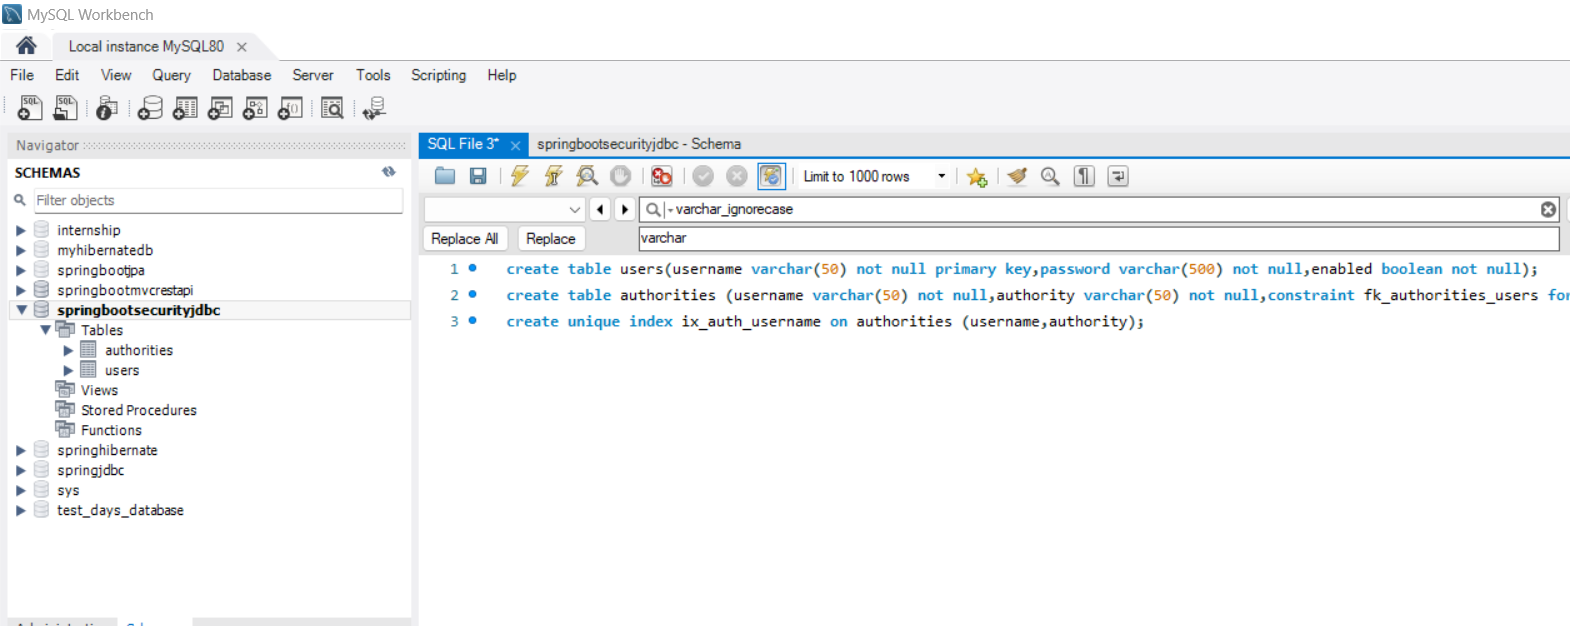 MySQL Workbench
Local instance MySQL80
File Edit View Query Database Server Tools Scripting Help
Navigator
SCHEMAS
Filter objects
internship
myhibernatedb
springbootjpa
springbootmvcrestapi
springbootsecurityjdbc
Tables
authorities
users
Views
Stored Procedures
Functions
springhibernate
springjdbc
sys
test_days_database
SQL File 3*
springbootsecurityjdbc - Schema
Limit to 1000 rows
varchar_ignorecase
Replace All Replace varchar
1 create table users(username varchar(50) not null primary key,password varchar(500) not null,enabled boolean not null);
2 create table authorities (username varchar(50) not null,authority varchar(50) not null,constraint fk_authorities_users for
3 create unique index ix_auth_username on authorities (username,authority);